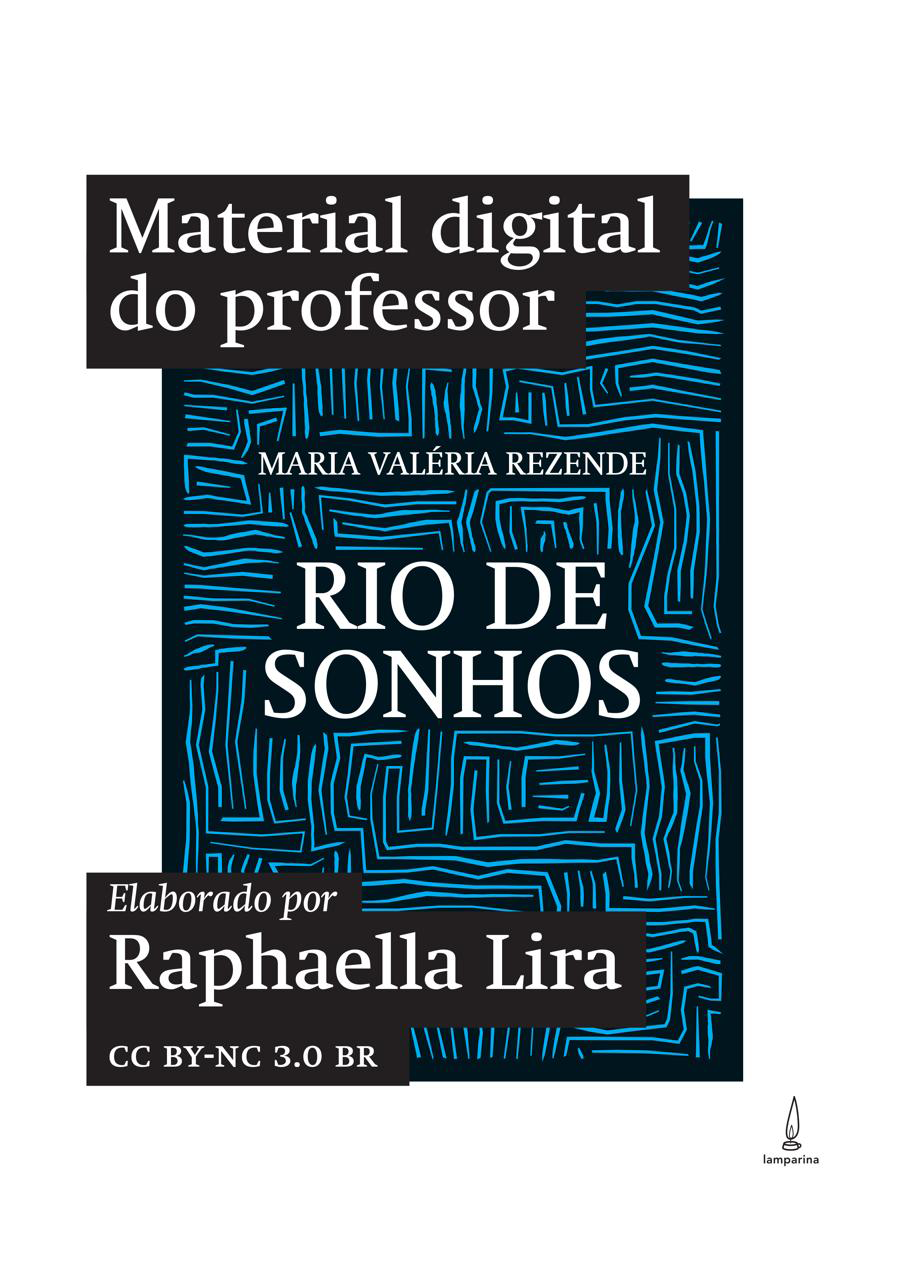 Material digital
do professor
MARIA VALÉRIA REZENDE
RIO DE
SONHOS
Elaborado por
Raphaella Lira
CC BY-NC 3.0 BR
lamparina